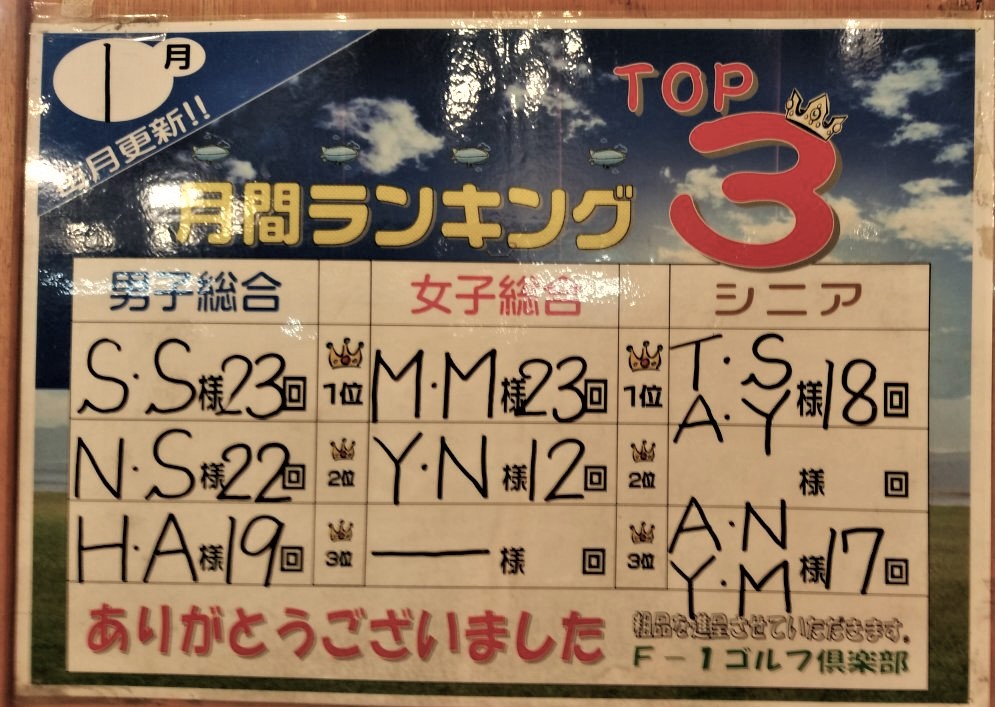 1月
毎月更新!!
TOP
3
月間ランキング
男子総合 女子総合 シニア
S・S様23回 1位 M・M様23回 1位 T・S A・Y様18回
N・S様22回 2位 Y・N様12回 2位 様 回
H・A様19回 3位 ―様 回 3位 A・N Y・M様17回
ありがとうございました
粗品を進呈させていただきます。
F-1ゴルフ倶楽部